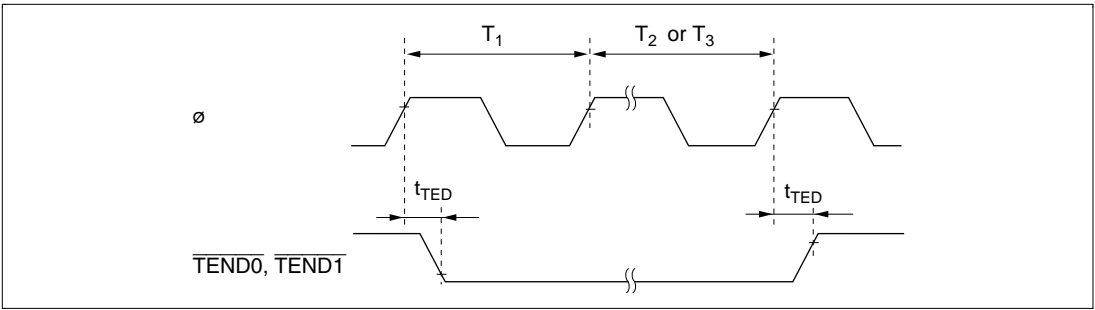 T1
T2 or T3
ø
tTED
tTED
TEND0, TEND1